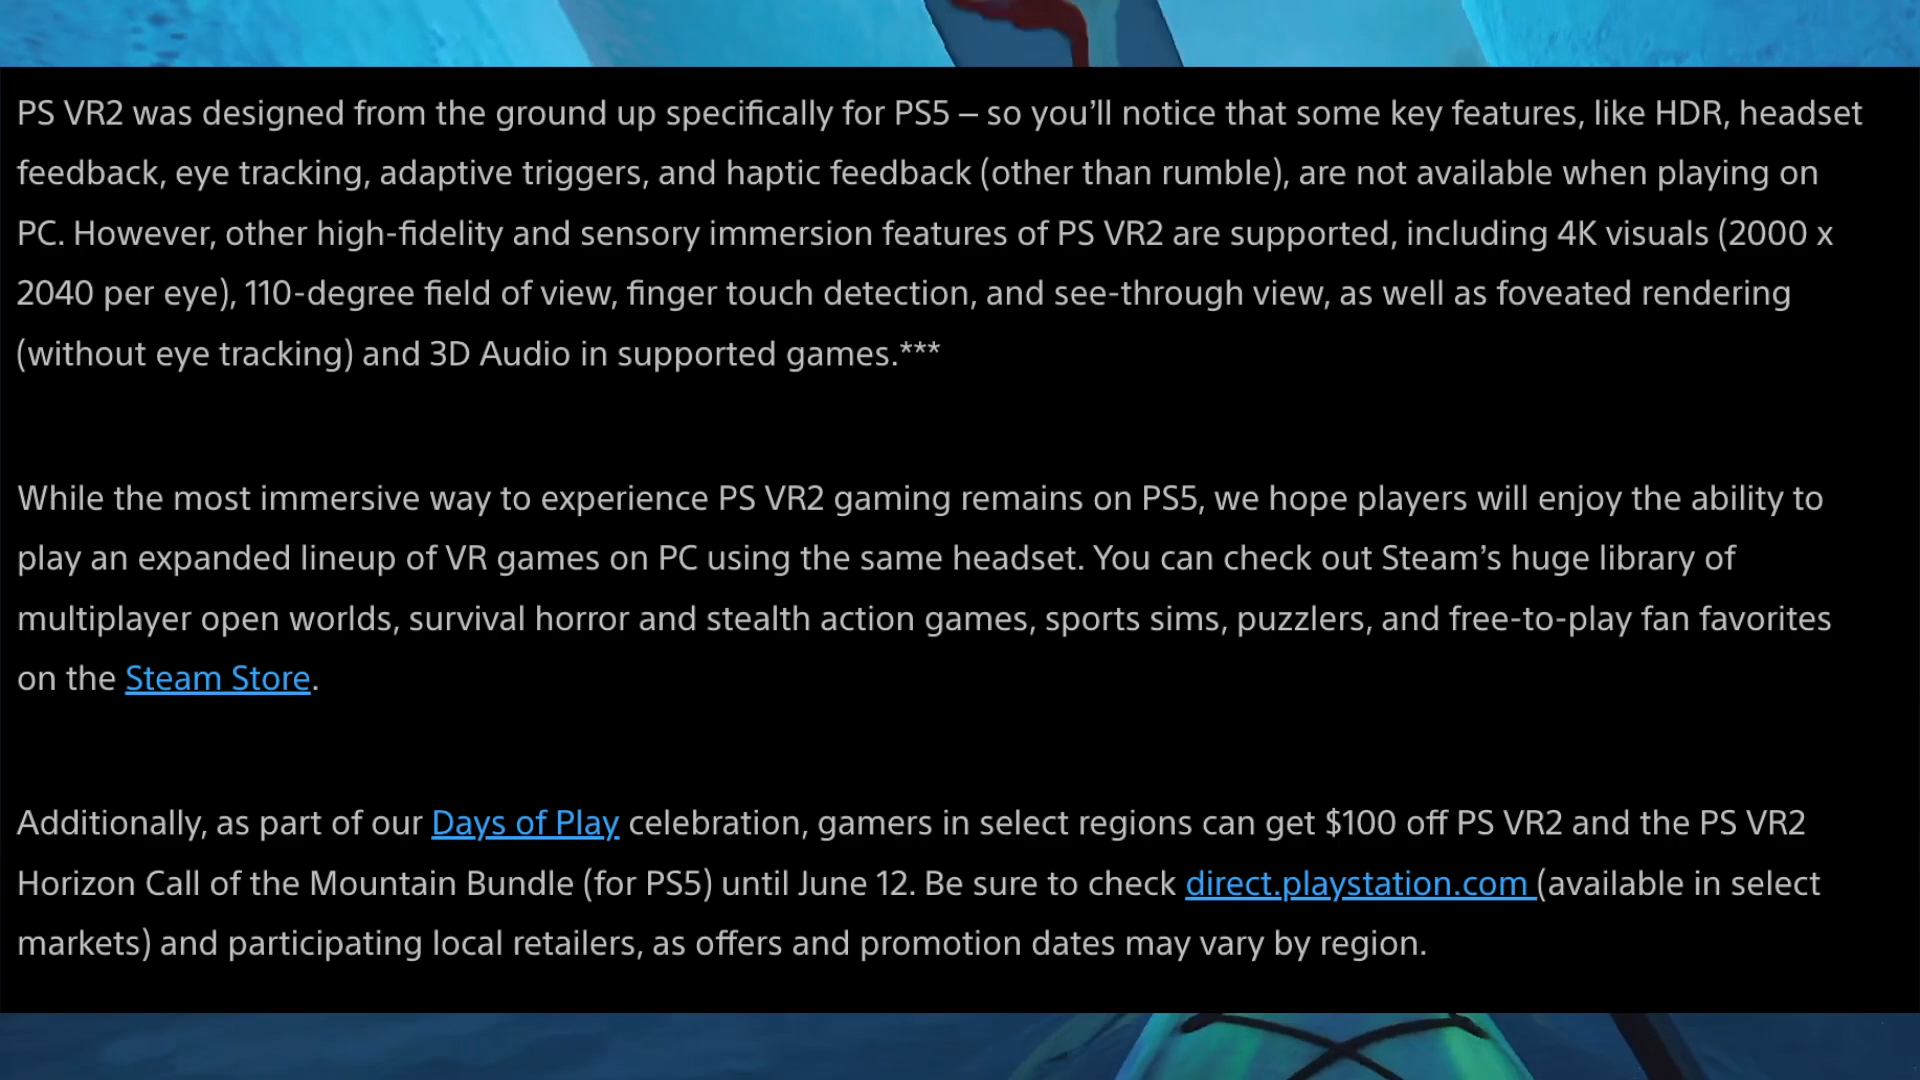 PS VR2 was designed from the ground up specifically for PS5 – so you’ll notice that some key features, like HDR, headset
feedback, eye tracking, adaptive triggers, and haptic feedback (other than rumble), are not available when playing on
PC. However, other high-fidelity and sensory immersion features of PS VR2 are supported, including 4K visuals (2000 x
2040 per eye), 110-degree field of view, finger touch detection, and see-through view, as well as foveated rendering
(without eye tracking) and 3D Audio in supported games.***
While the most immersive way to experience PS VR2 gaming remains on PS5, we hope players will enjoy the ability to
play an expanded lineup of VR games on PC using the same headset. You can check out Steam’s huge library of
multiplayer open worlds, survival horror and stealth action games, sports sims, puzzlers, and free-to-play fan favorites
on the Steam Store.
Additionally, as part of our Days of Play celebration, gamers in select regions can get $100 off PS VR2 and the PS VR2
Horizon Call of the Mountain Bundle (for PS5) until June 12. Be sure to check direct.playstation.com (available in select
markets) and participating local retailers, as offers and promotion dates may vary by region.